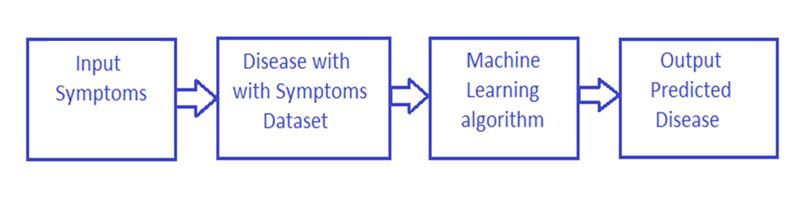 Input
Symptoms
Disease with
with Symptoms
Dataset
Machine
Learning
algorithm
Output
Predicted
Disease